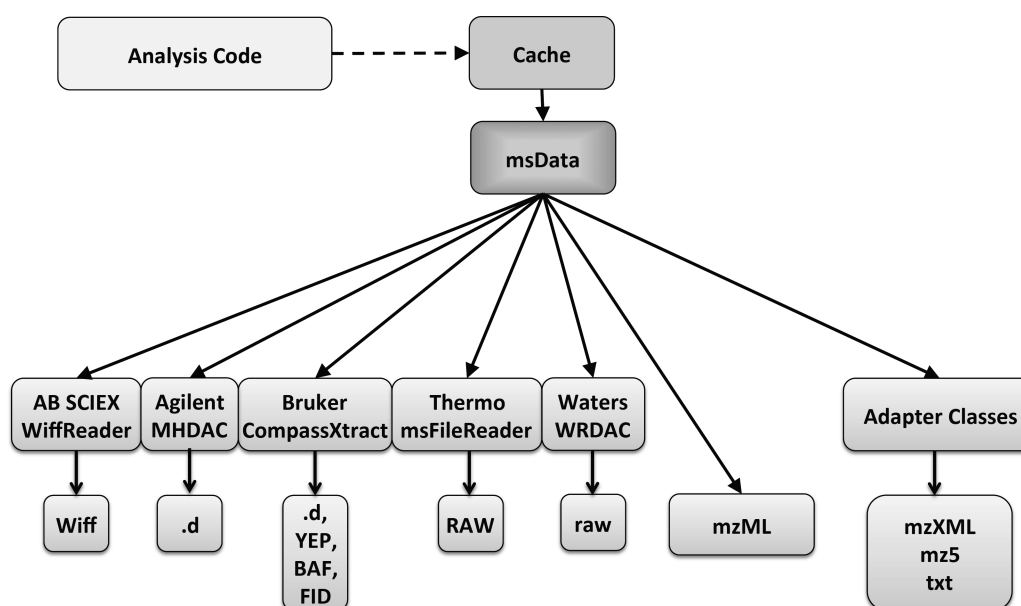 Analysis Code
Cache
msData
AB SCIEX
WiffReader
Agilent
MHDAC
Bruker
CompassXtract
Thermo
msFileReader
Waters
WRDAC
Adapter Classes
Wiff
.d
.d,
YEP,
BAF,
FID
RAW
raw
mzML
mzXML
mz5
txt